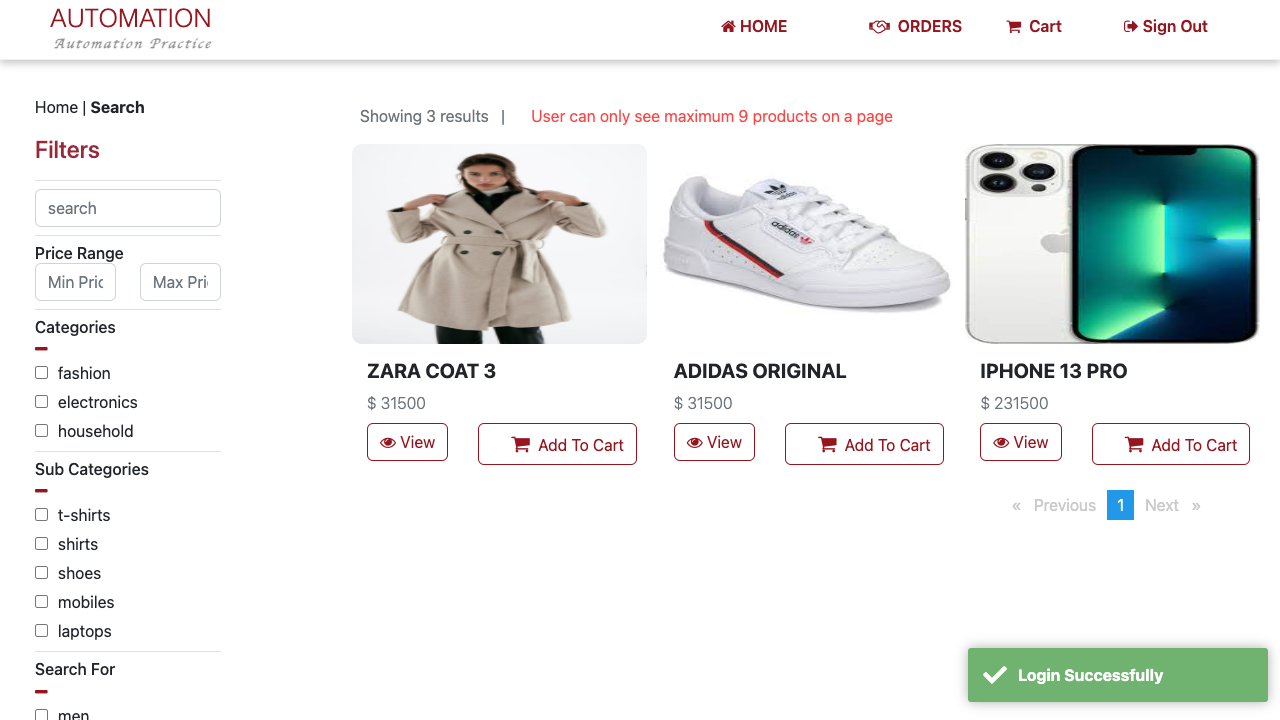 AUTOMATION
Automation Practice
HOME
ORDERS
Cart
Sign Out
Home | Search
Filters
search
Price Range
Min Pric
Max Pri
Categories
fashion
electronics
household
Sub Categories
t-shirts
shirts
shoes
mobiles
laptops
Search For
men
Showing 3 results |
User can only see maximum 9 products on a page
ZARA COAT 3
$ 31500
View
Add To Cart
adidas
ADIDAS ORIGINAL
$ 31500
View
Add To Cart
IPHONE 13 PRO
$ 231500
View
Add To Cart
« Previous 1 Next »
Login Successfully